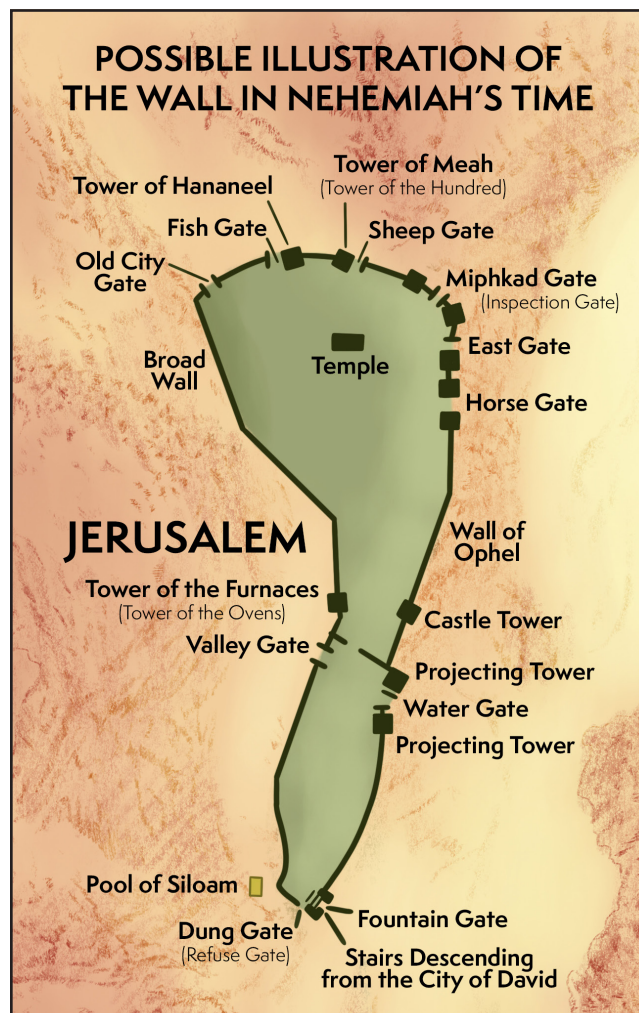 POSSIBLE ILLUSTRATION OF
THE WALL IN NEHEMIAH'S TIME
Tower of Meah
(Tower of the Hundred)
Tower of Hananeel
Fish Gate
Sheep Gate
Old City
Gate
Miphkad Gate
(Inspection Gate)
East Gate
Broad
Wall
Temple
Horse Gate
JERUSALEM
Wall of
Ophel
Tower of the Furnaces
(Tower of the Ovens)
Castle Tower
Valley Gate
Projecting Tower
Water Gate
Projecting Tower
Pool of Siloam
Dung Gate
(Refuse Gate)
Fountain Gate
Stairs Descending
from the City of David